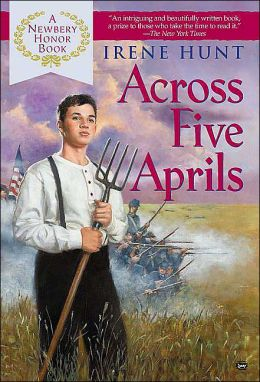 A
NEWBERY
HONOR
BOOK
"An intriguing and beautifully written book,
a prize to those who take the time to read it."
—The New York Times
IRENE HUNT
Across
Five
Aprils